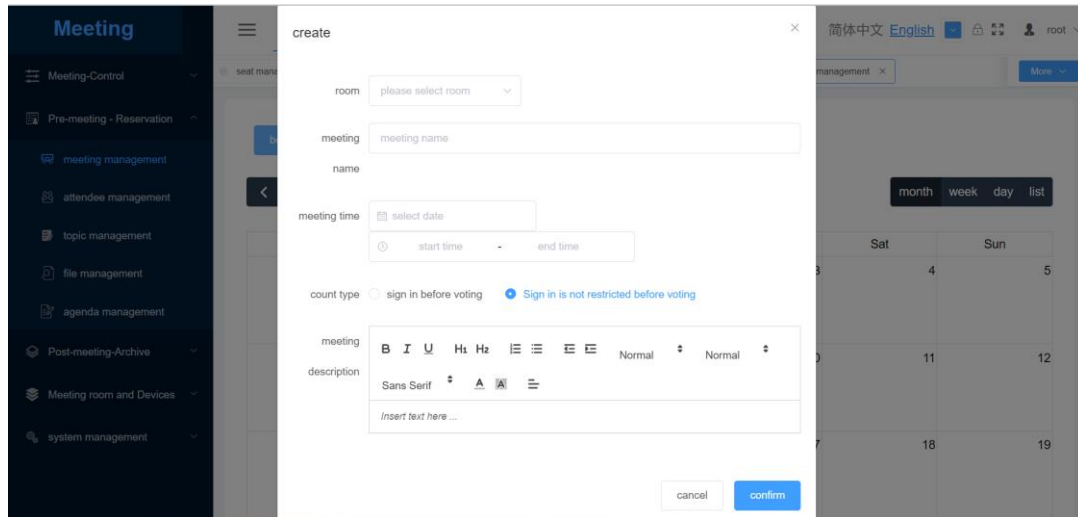 Meeting
create
简体中文 English
root
Meeting-Control
seat mana
management
More
room
please select room
Pre-meeting - Reservation
meeting
name
meeting name
meeting management
attendee management
month week day list
meeting time
select date
start time - end time
topic management
Sat Sun
file management
4 5
count type
sign in before voting
Sign in is not restricted before voting
agenda management
meeting
description
B I U H1 H2 Normal Normal
Sans Serif A A
Insert text here ...
Post-meeting-Archive
11 12
Meeting room and Devices
system management
18 19
cancel confirm